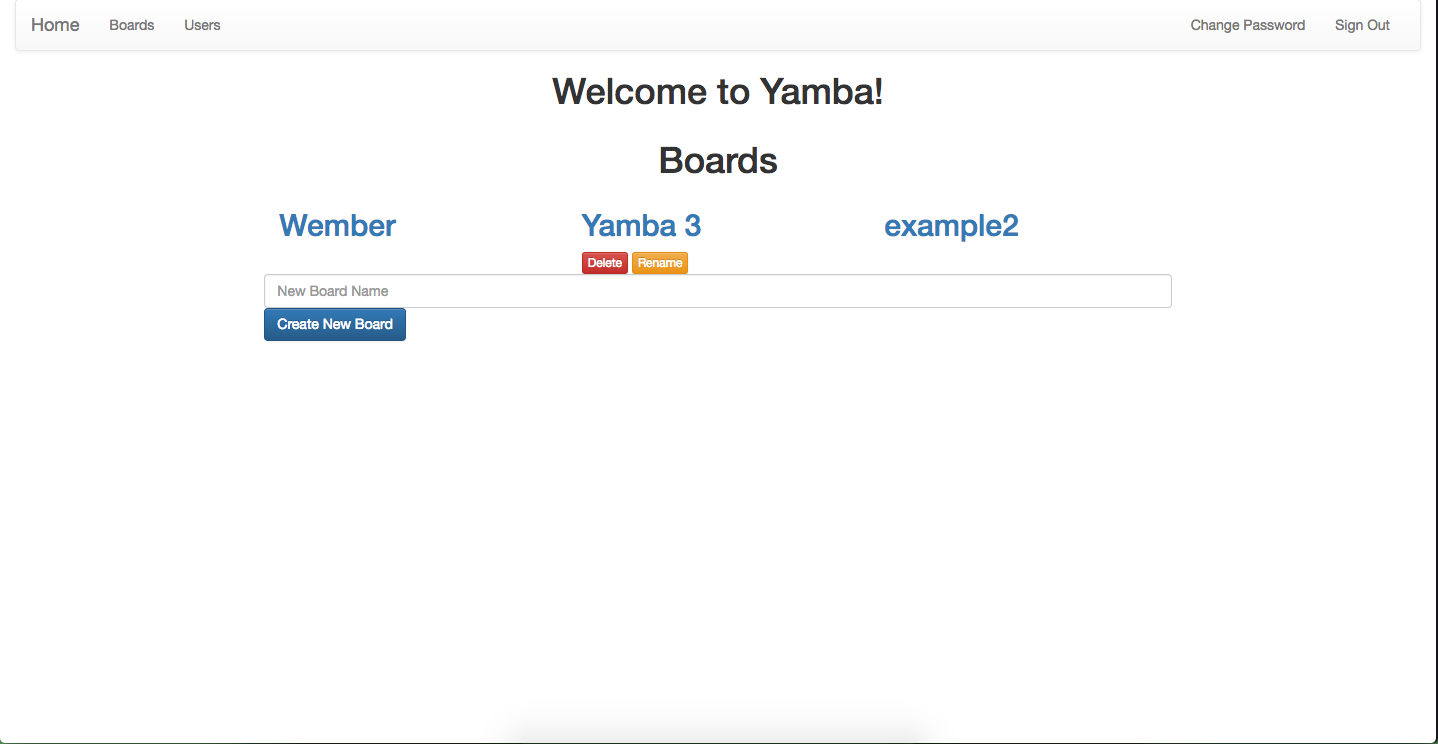 Home Boards Users Change Password Sign Out
Welcome to Yamba!
Boards
Wember Yamba 3 example2
Delete Rename
New Board Name
Create New Board